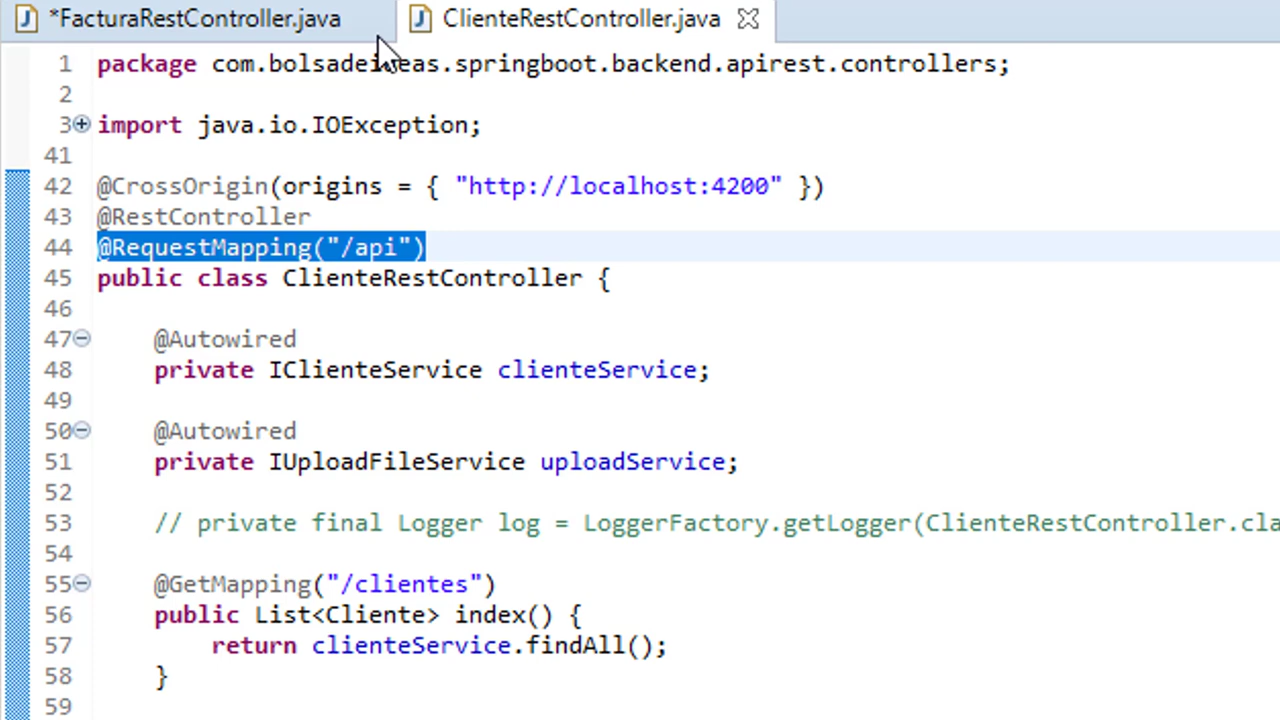 *FacturaRestController.java ClienteRestController.java
1 package com.bolsadeideas.springboot.backend.apirest.controllers;
2
3 import java.io.IOException;
41
42 @CrossOrigin(origins = { "http://localhost:4200" })
43 @RestController
44 @RequestMapping("/api")
45 public class ClienteRestController {
46
47 @Autowired
48 private IClienteService clienteService;
49
50 @Autowired
51 private IUploadFileService uploadService;
52
53 // private final Logger log = LoggerFactory.getLogger(ClienteRestController.cla
54
55 @GetMapping("/clientes")
56 public List<Cliente> index() {
57 return clienteService.findAll();
58 }
59